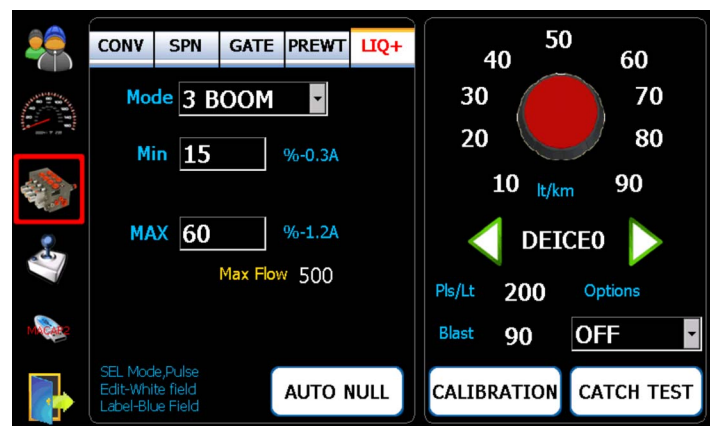 CONV SPN GATE PREWT LIQ+
Mode 3 BOOM
Min 15 %-0.3A
MAX 60 %-1.2A
Max Flow 500
SEL Mode,Pulse
Edit-White field
Label-Blue Field
AUTO NULL
50
40 60
30 70
20 80
10 lt/km 90
DEICE0
Pls/Lt 200 Options
Blast 90 OFF
CALIBRATION CATCH TEST